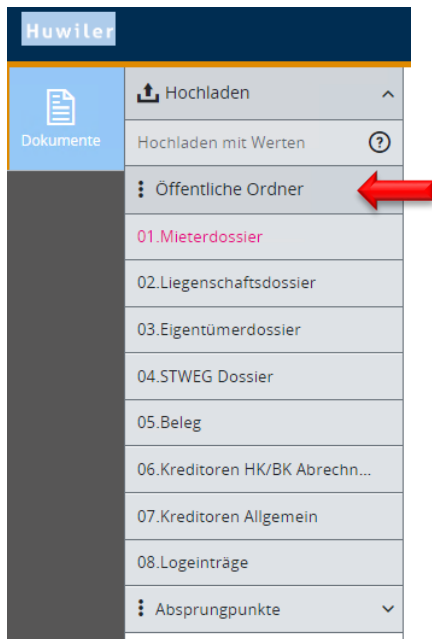 Huwiler
Hochladen
Dokumente
Hochladen mit Werten
Öffentliche Ordner
01.Mieterdossier
02.Liegenschaftsdossier
03.Eigentümerdossier
04.STWEG Dossier
05.Beleg
06.Kreditoren HK/BK Abrechn...
07.Kreditoren Allgemein
08.Logeinträge
Absprungpunkte